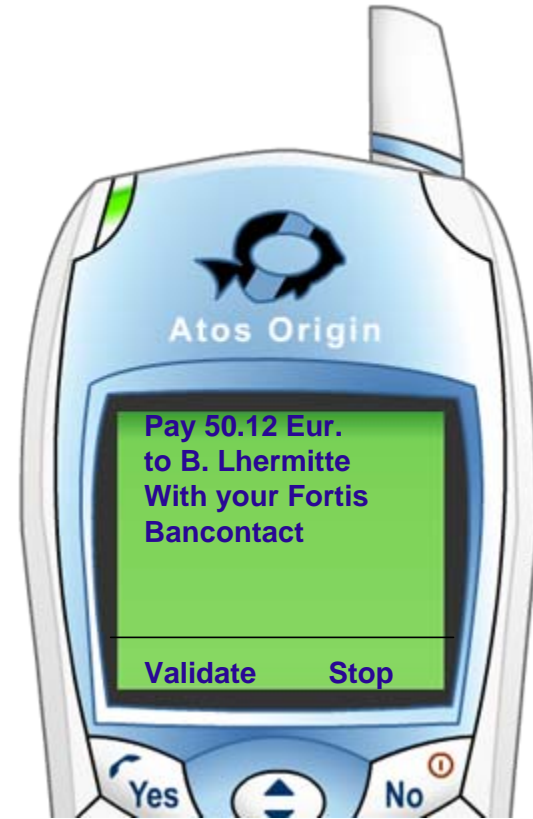 Atos Origin
Pay 50.12 Eur.
to B. Lhermitte
With your Fortis
Bancontact
Validate Stop
Yes No